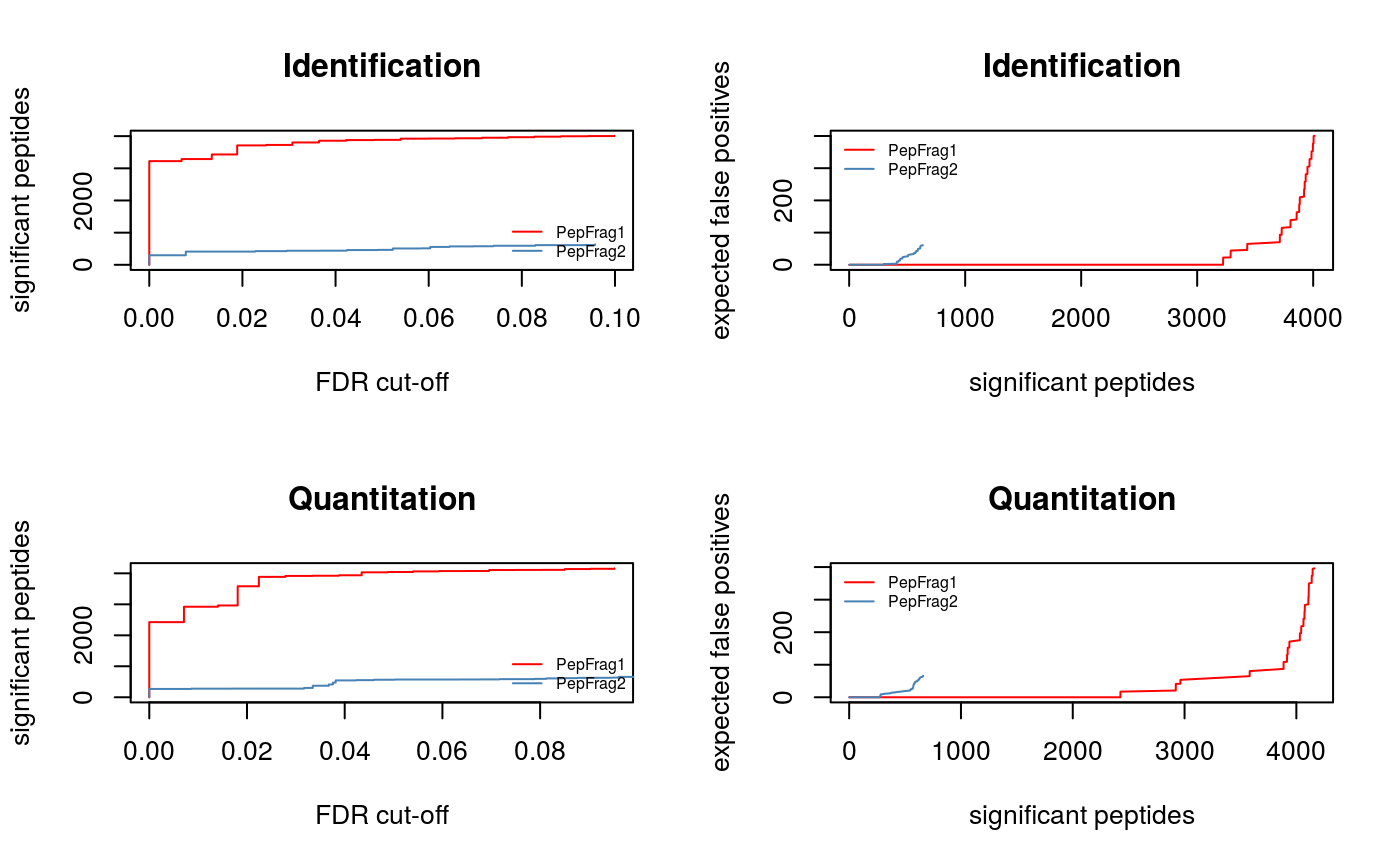 Identification
significant peptides
2000
0
PepFrag1
PepFrag2
0.00 0.02 0.04 0.06 0.08 0.10
FDR cut-off
Identification
expected false positives
200
0
PepFrag1
PepFrag2
0 1000 2000 3000 4000
significant peptides
Quantitation
significant peptides
2000
0
PepFrag1
PepFrag2
0.00 0.02 0.04 0.06 0.08
FDR cut-off
Quantitation
expected false positives
200
0
PepFrag1
PepFrag2
0 1000 2000 3000 4000
significant peptides